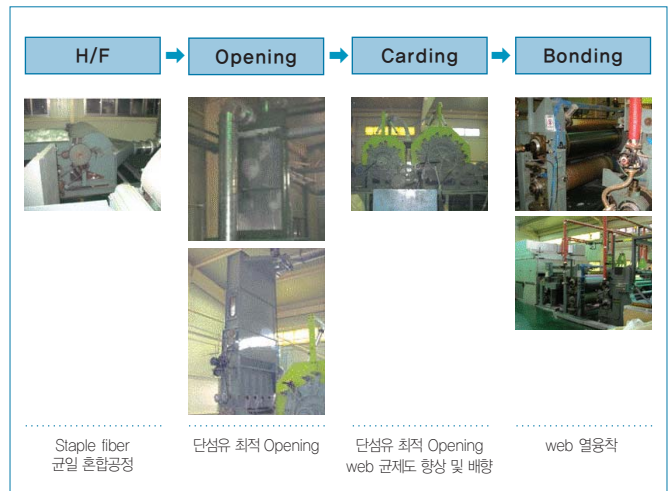 H/F
Opening
Carding
Bonding
Staple fiber
균일 혼합공정
단섬유 최적 Opening
단섬유 최적 Opening
web 균제도 향상 및 배향
web 열융착